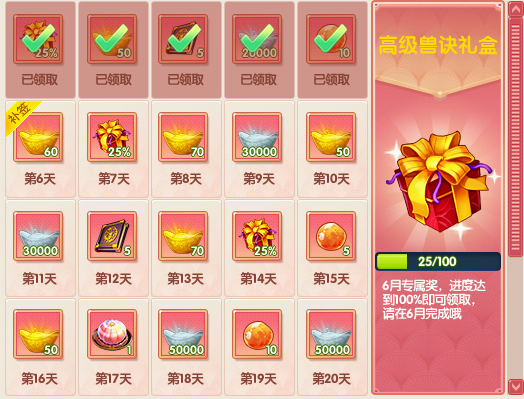 25%
50
5
20000
10
已领取
已领取
已领取
已领取
已领取
补签
60
25%
70
30000
50
第6天
第7天
第8天
第9天
第10天
30000
5
70
25%
5
第11天
第12天
第13天
第14天
第15天
50
1
50000
10
50000
第16天
第17天
第18天
第19天
第20天
高级兽诀礼盒
25/100
6月专属奖，进度达
到100%即可领取，
请在6月完成哦